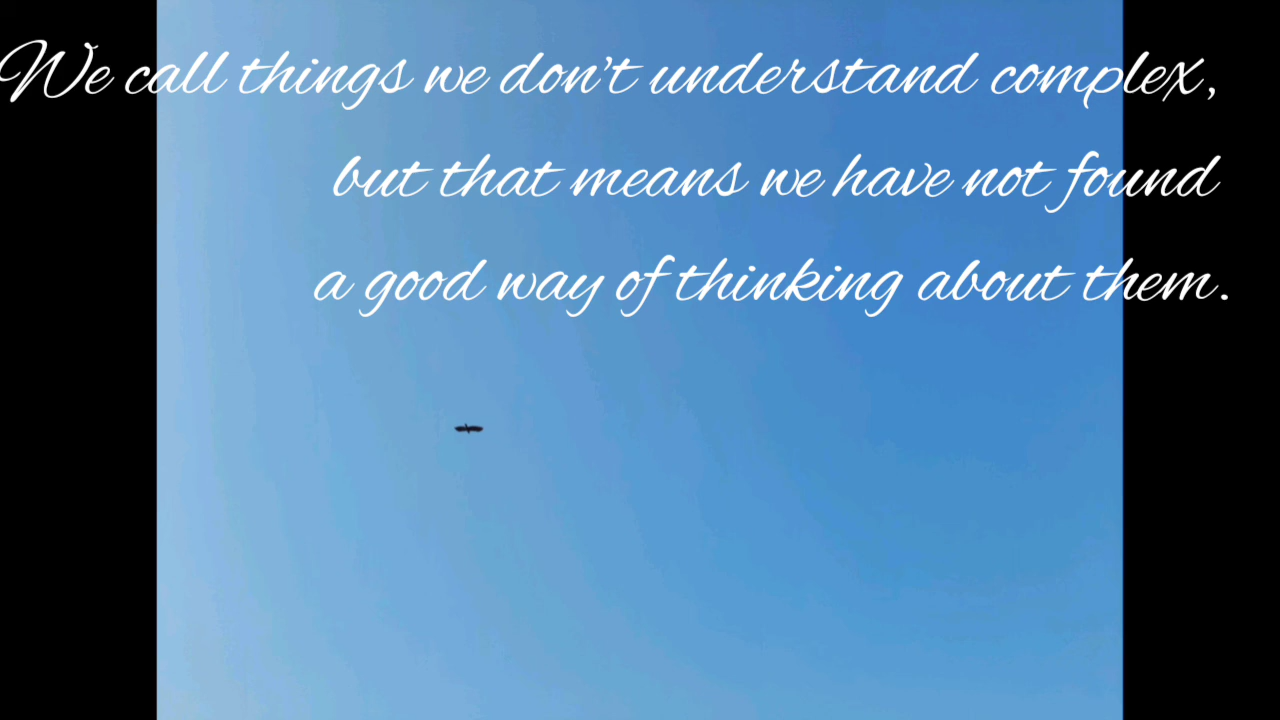 We call things we don't understand complex,
but that means we have not found
a good way of thinking about them.